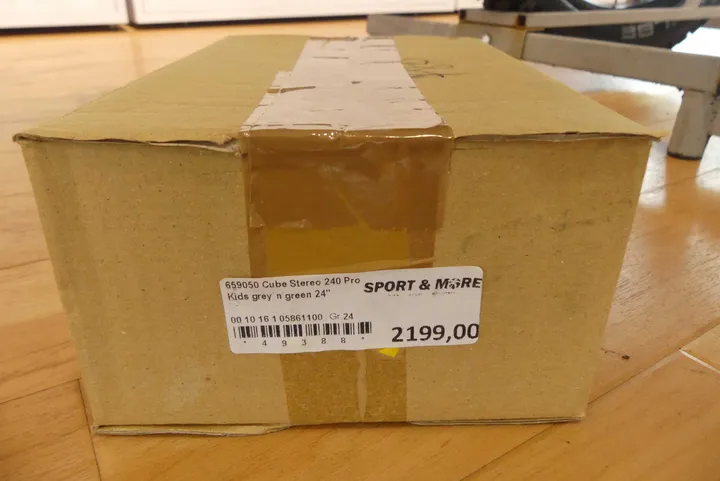 659050 Cube Stereo 240 Pro
Kids grey´n green 24"
SPORT & MORE
00 10 16 1 05861100 Gr.24
* 4 9 3 8 8 *
2199,00